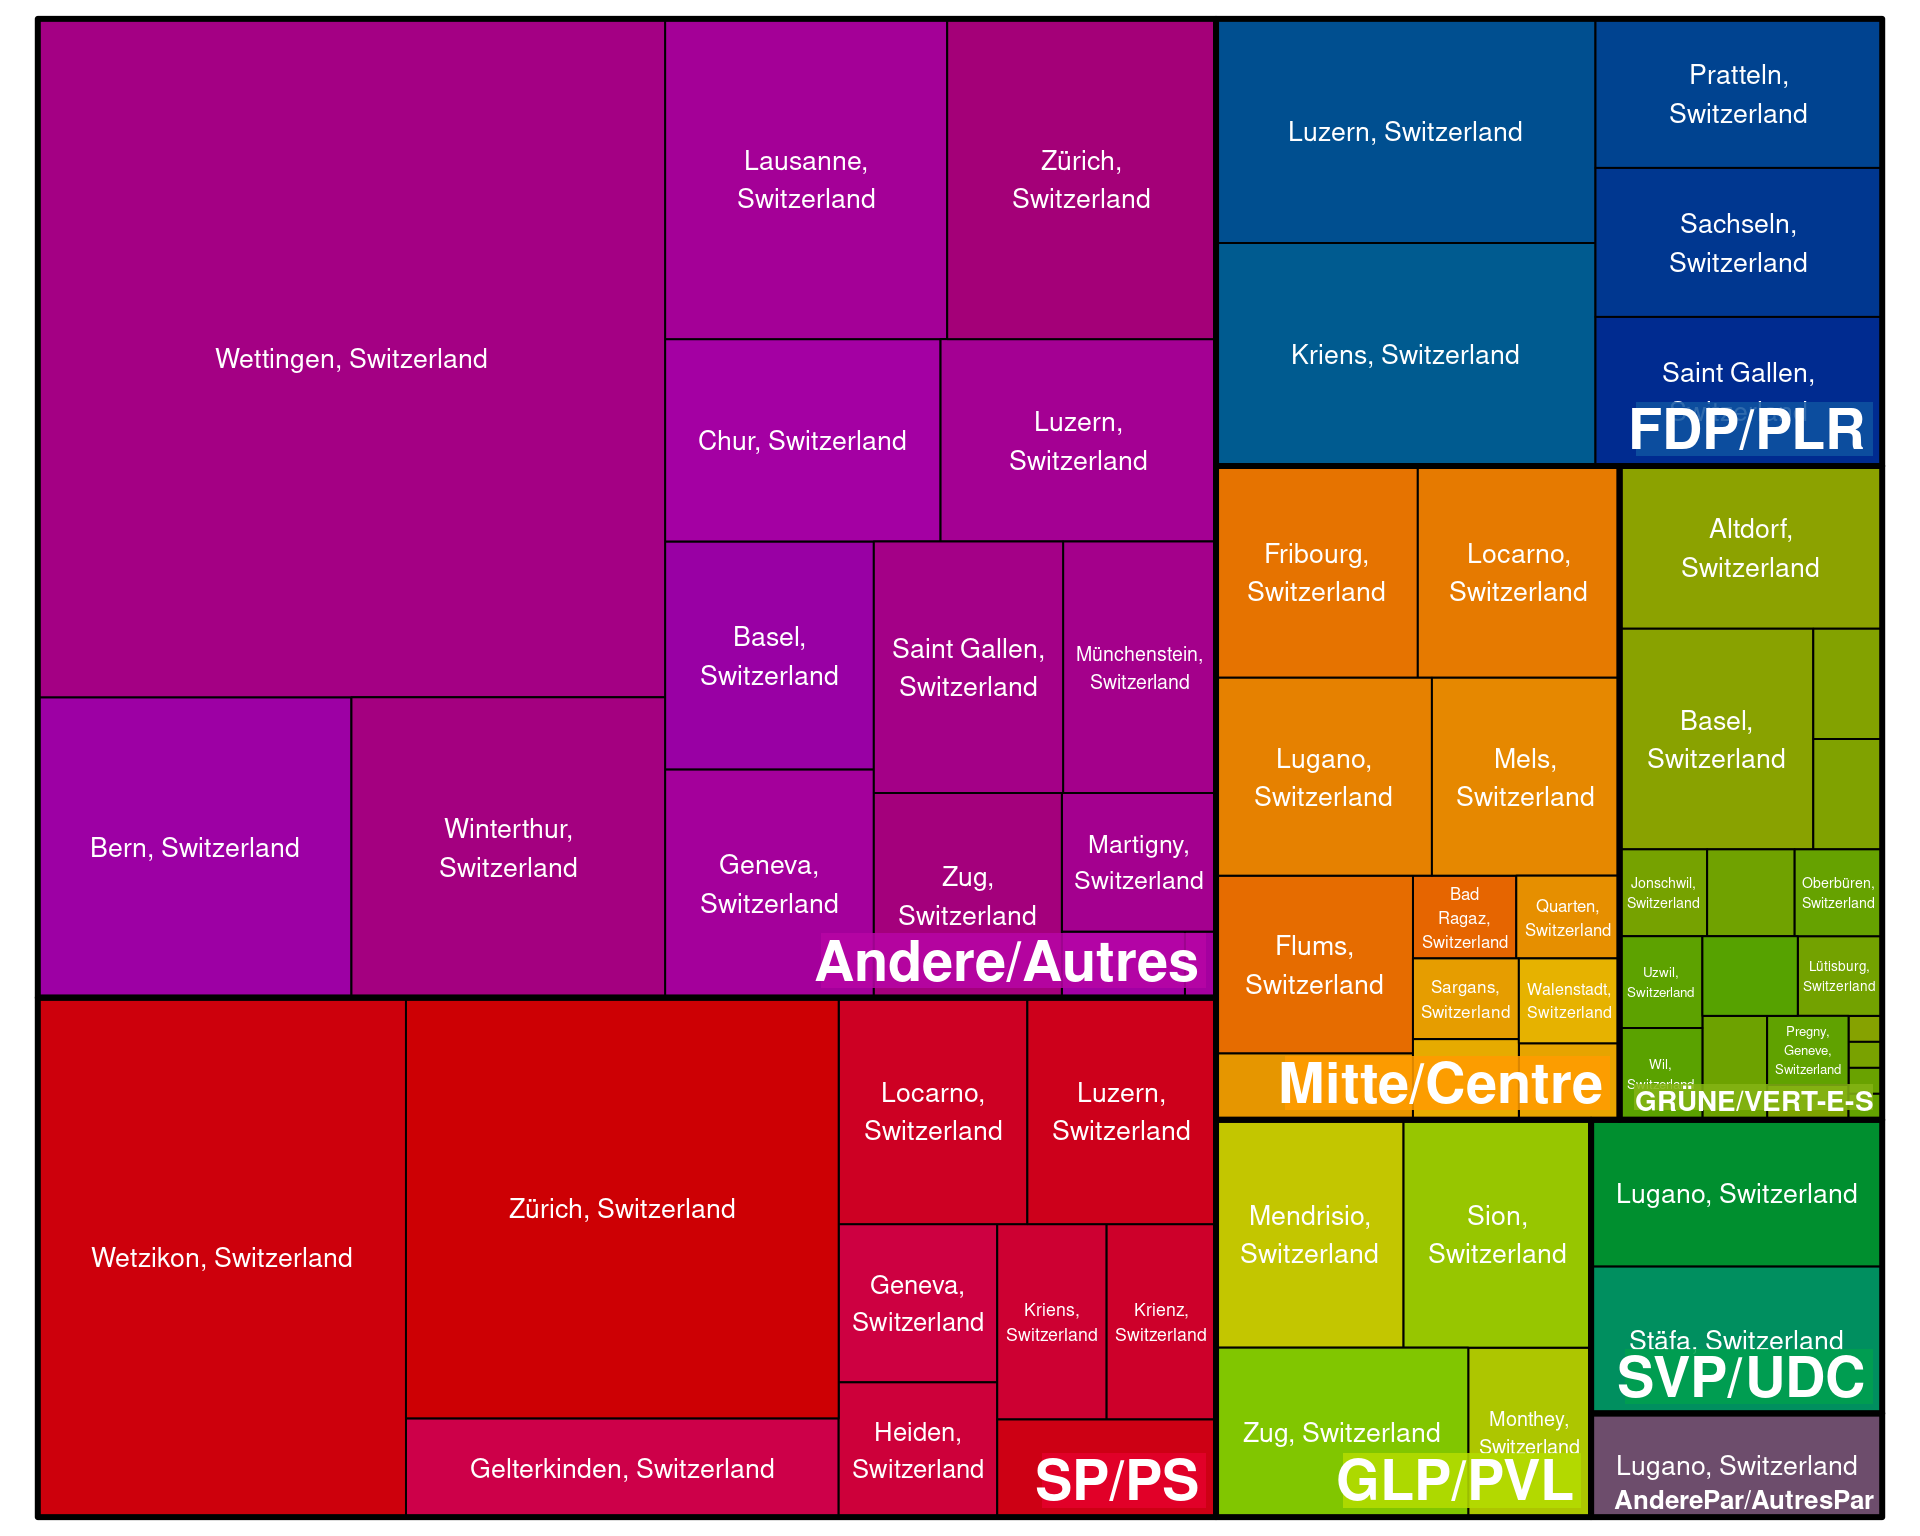 Wettingen, Switzerland
Lausanne,
Switzerland
Zürich,
Switzerland
Chur, Switzerland
Luzern,
Switzerland
Basel,
Switzerland
Saint Gallen,
Switzerland
Münchenstein,
Switzerland
Bern, Switzerland
Winterthur,
Switzerland
Geneva,
Switzerland
Zug,
Switzerland
Martigny,
Switzerland
Andere/Autres
Luzern, Switzerland
Kriens, Switzerland
Pratteln,
Switzerland
Sachseln,
Switzerland
Saint Gallen,
Switzerland
FDP/PLR
Fribourg,
Switzerland
Locarno,
Switzerland
Lugano,
Switzerland
Mels,
Switzerland
Flums,
Switzerland
Bad
Ragaz,
Switzerland
Quarten,
Switzerland
Sargans,
Switzerland
Walenstadt,
Switzerland
Mitte/Centre
Altdorf,
Switzerland
Basel,
Switzerland
Jonschwil,
Switzerland
Oberbüren,
Switzerland
Uzwil,
Switzerland
Lütisburg,
Switzerland
Wil,
Switzerland
Pregny,
Geneve,
Switzerland
GRÜNE/VERT-E-S
Wetzikon, Switzerland
Zürich, Switzerland
Gelterkinden, Switzerland
Locarno,
Switzerland
Luzern,
Switzerland
Geneva,
Switzerland
Kriens,
Switzerland
Krienz,
Switzerland
Heiden,
Switzerland
SP/PS
Mendrisio,
Switzerland
Sion,
Switzerland
Zug, Switzerland
Monthey,
Switzerland
GLP/PVL
Lugano, Switzerland
Stäfa, Switzerland
SVP/UDC
Lugano, Switzerland
AnderePar/AutresPar